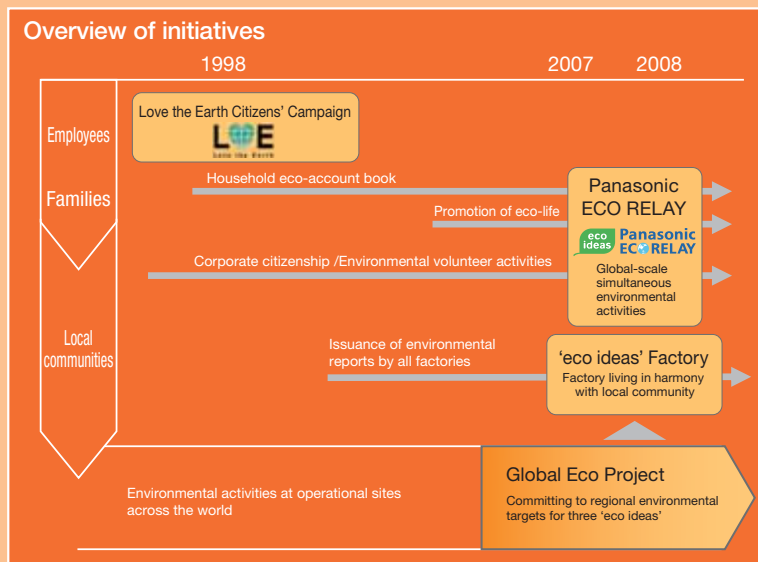 Overview of initiatives
1998
2007
2008
Employees
Families
Local
communities
Love the Earth Citizens' Campaign
L E
Love the Earth
Household eco-account book
Promotion of eco-life
Corporate citizenship /Environmental volunteer activities
Panasonic
ECO RELAY
eco
ideas
Panasonic
ECO RELAY
Global-scale
simultaneous
environmental
activities
Issuance of environmental
reports by all factories
‘eco ideas’ Factory
Factory living in harmony
with local community
Environmental activities at operational sites
across the world
Global Eco Project
Committing to regional environmental
targets for three ‘eco ideas’